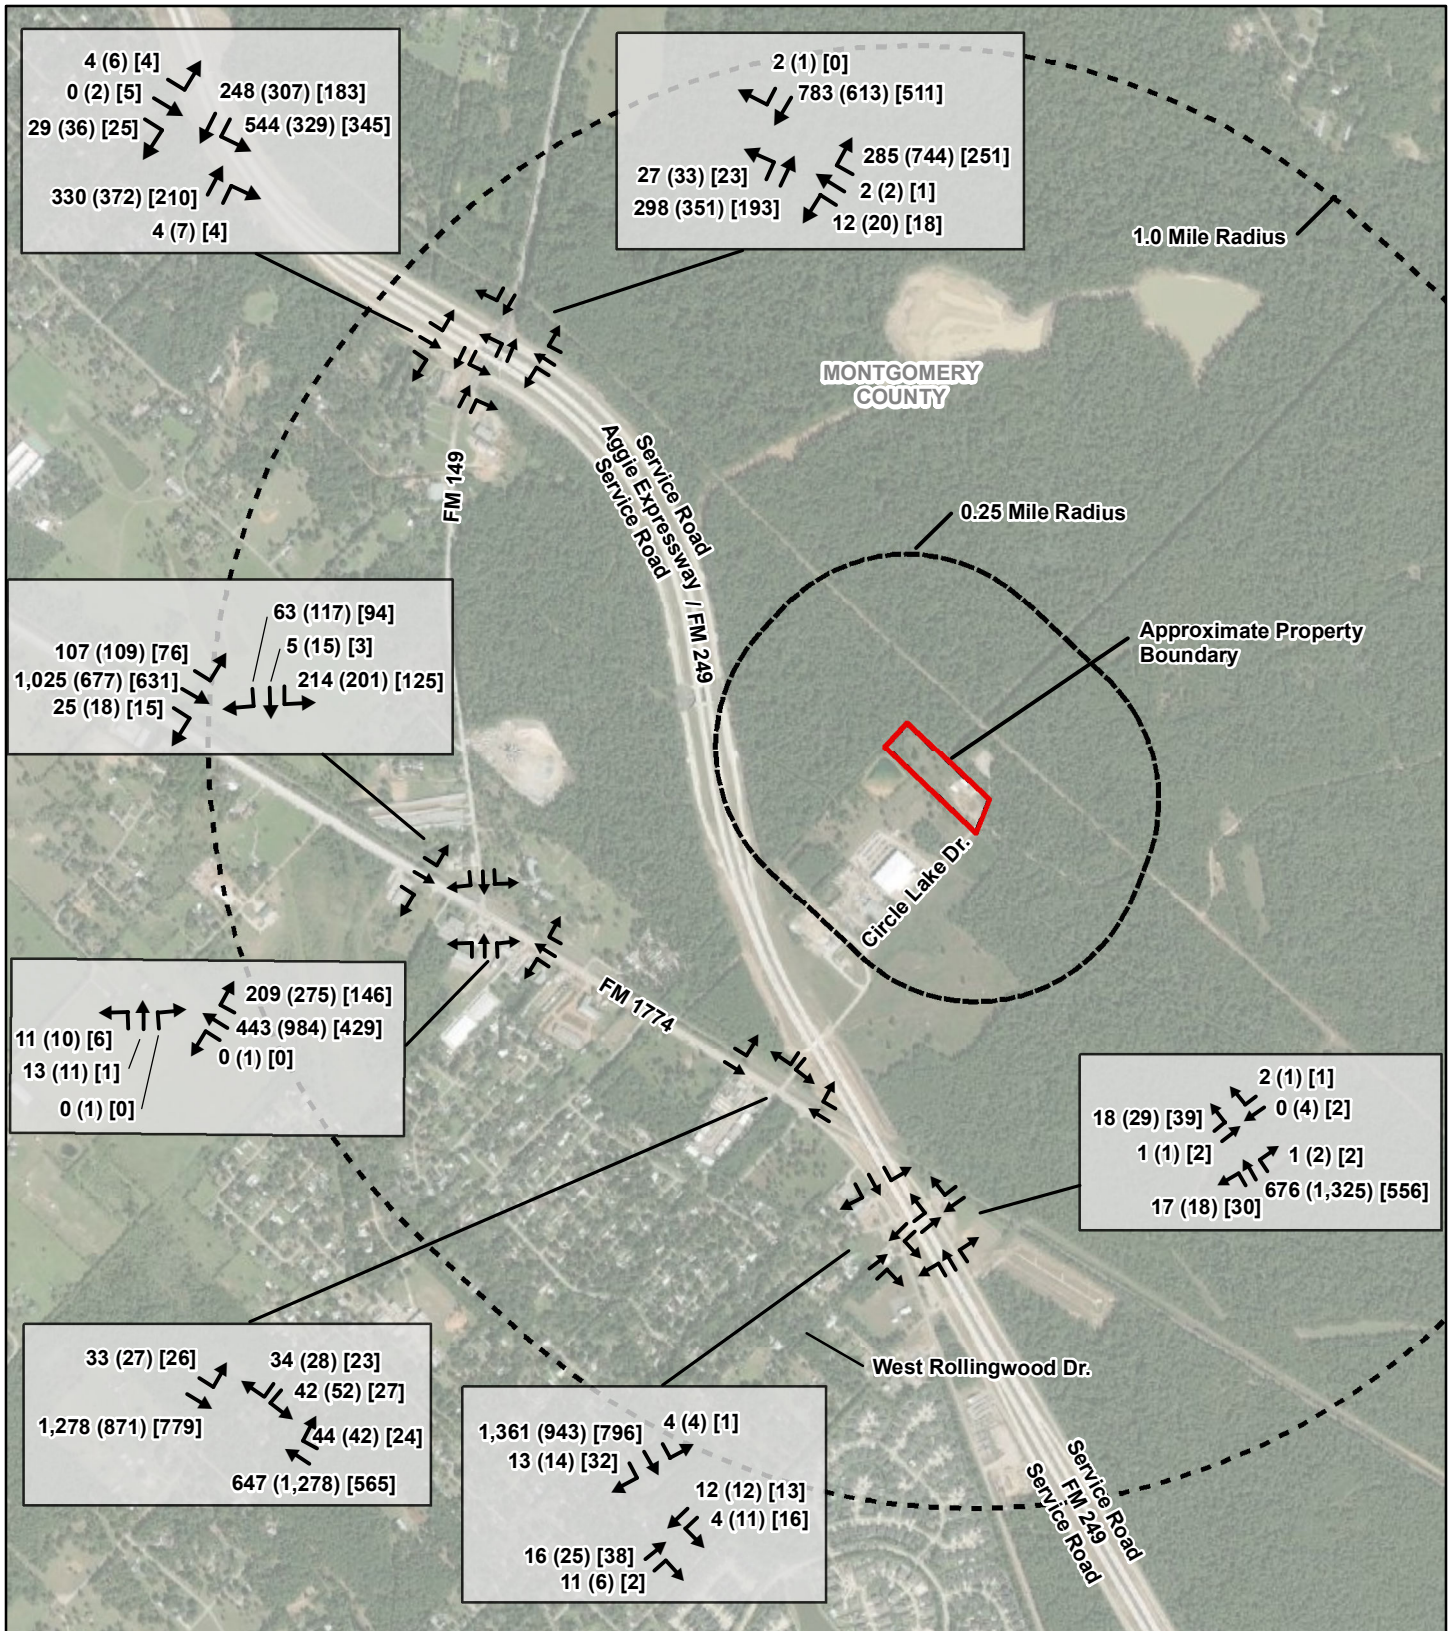 4 (6) [4]
0 (2) [5]
29 (36) [25]
248 (307) [183]
544 (329) [345]
330 (372) [210]
4 (7) [4]
2 (1) [0]
783 (613) [511]
285 (744) [251]
2 (2) [1]
12 (20) [18]
27 (33) [23]
298 (351) [193]
1.0 Mile Radius
MONTGOMERY
COUNTY
FM 149
Service Road
Aggie Expressway / FM 249
Service Road
0.25 Mile Radius
Approximate Property
Boundary
63 (117) [94]
5 (15) [3]
214 (201) [125]
107 (109) [76]
1,025 (677) [631]
25 (18) [15]
Circle Lake Dr.
FM 1774
209 (275) [146]
443 (984) [429]
0 (1) [0]
11 (10) [6]
13 (11) [1]
0 (1) [0]
2 (1) [1]
0 (4) [2]
18 (29) [39]
1 (1) [2]
1 (2) [2]
676 (1,325) [556]
17 (18) [30]
33 (27) [26]
34 (28) [23]
42 (52) [27]
1,278 (871) [779]
44 (42) [24]
647 (1,278) [565]
West Rollingwood Dr.
4 (4) [1]
1,361 (943) [796]
13 (14) [32]
12 (12) [13]
4 (11) [16]
16 (25) [38]
11 (6) [2]
Service Road
FM 249
Service Road